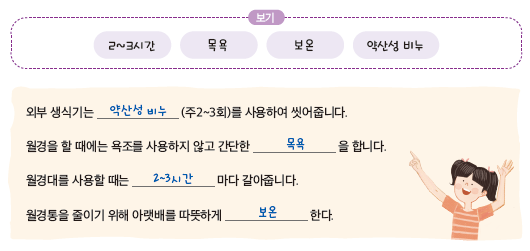 보기
2~3시간 목욕 보온 약산성 비누
외부 생식기는 약산성 비누 (주2~3회)를 사용하여 씻어줍니다.
월경을 할 때에는 욕조를 사용하지 않고 간단한 목욕 을 합니다.
월경대를 사용할 때는 2~3시간 마다 갈아줍니다.
월경통을 줄이기 위해 아랫배를 따뜻하게 보온 한다.